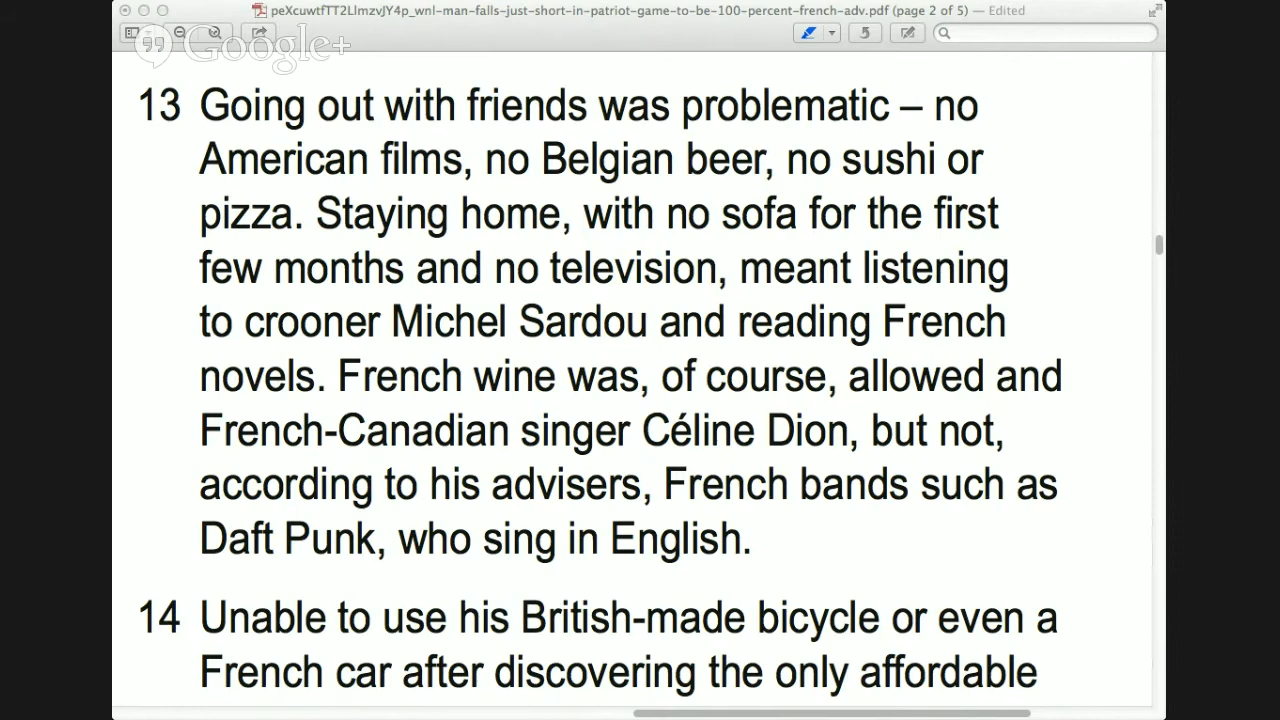 peXcuwtfTT2LlmzvJY4p_wnl-man-falls-just-short-in-patriot-game-to-be-100-percent-french-adv.pdf (page 2 of 5) — Edited
Google+
13 Going out with friends was problematic – no
American films, no Belgian beer, no sushi or
pizza. Staying home, with no sofa for the first
few months and no television, meant listening
to crooner Michel Sardou and reading French
novels. French wine was, of course, allowed and
French-Canadian singer Céline Dion, but not,
according to his advisers, French bands such as
Daft Punk, who sing in English.
14 Unable to use his British-made bicycle or even a
French car after discovering the only affordable